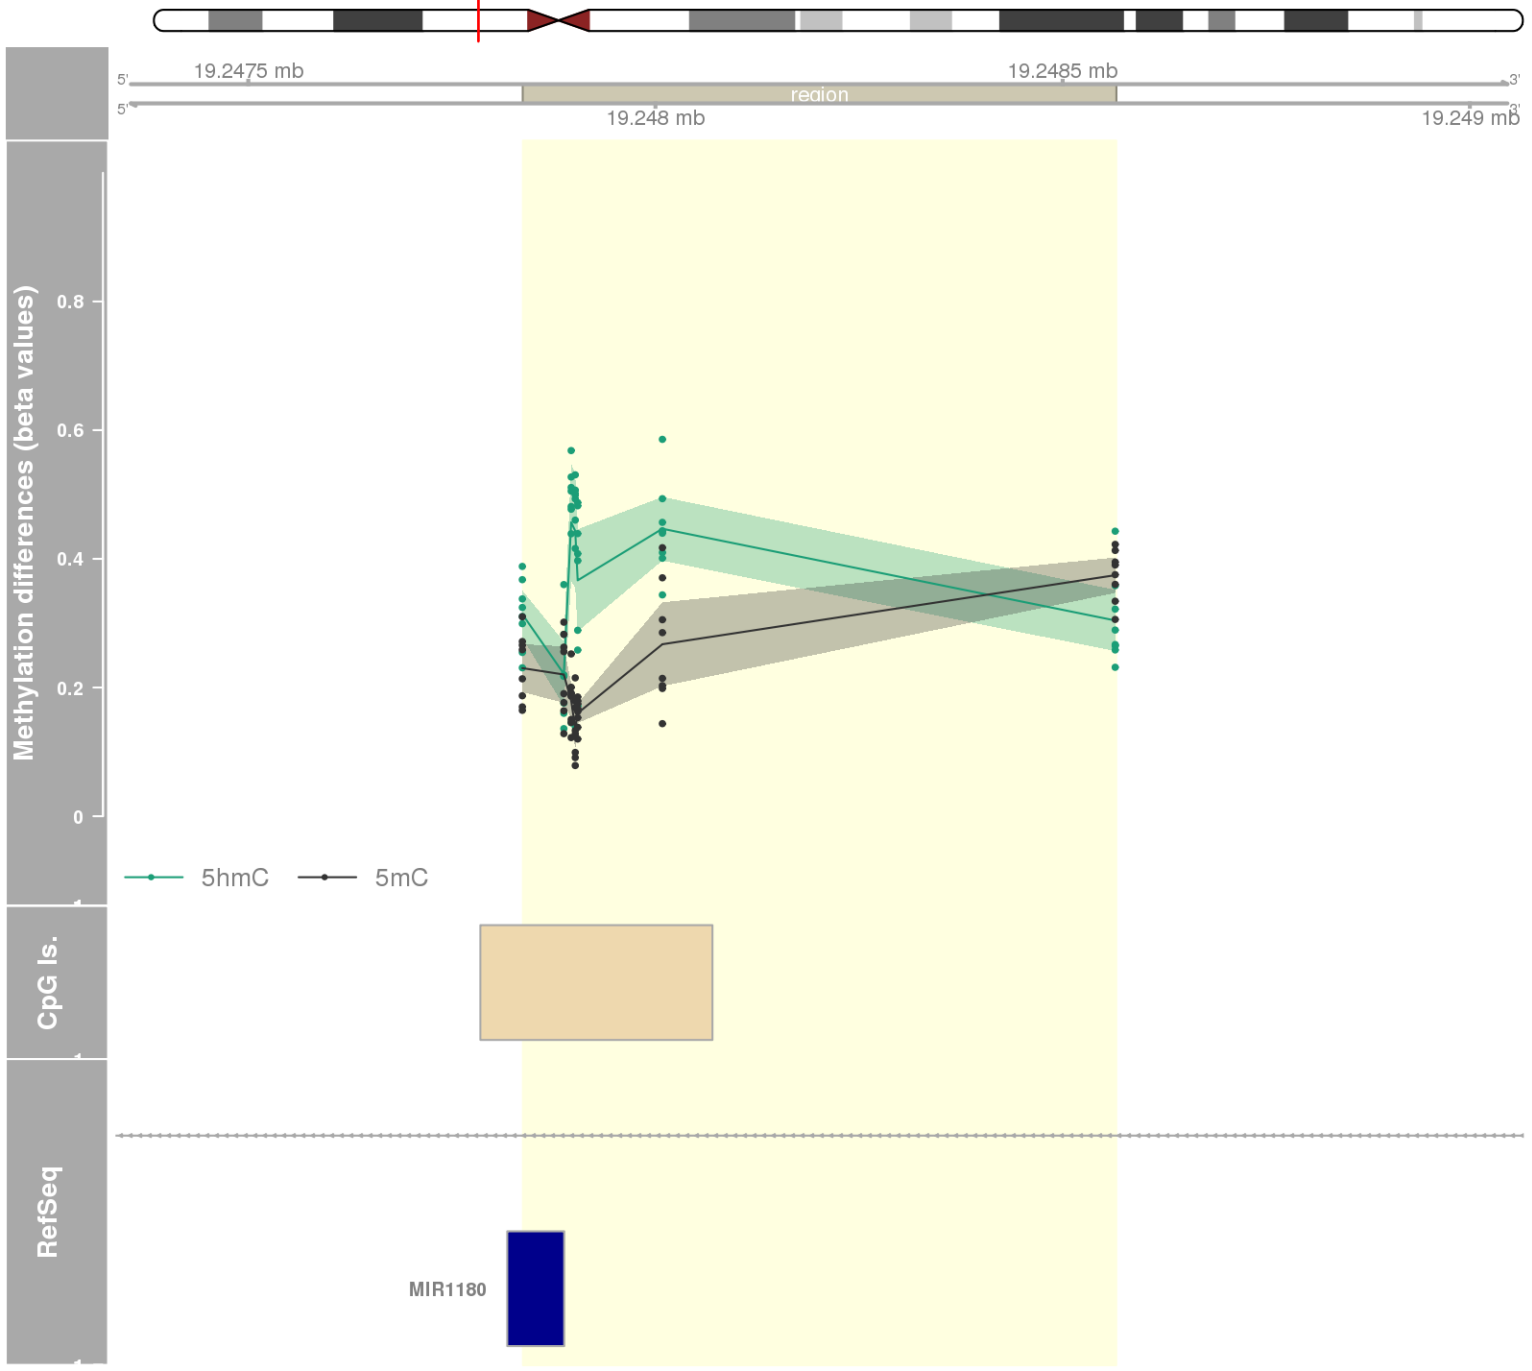 19.2475 mb
19.2485 mb
5'
3'
region
5'
3'
19.248 mb
19.249 mb
Methylation differences (beta values)
0.8
0.6
0.4
0.2
0
5hmC
5mC
CpG Is.
RefSeq
MIR1180